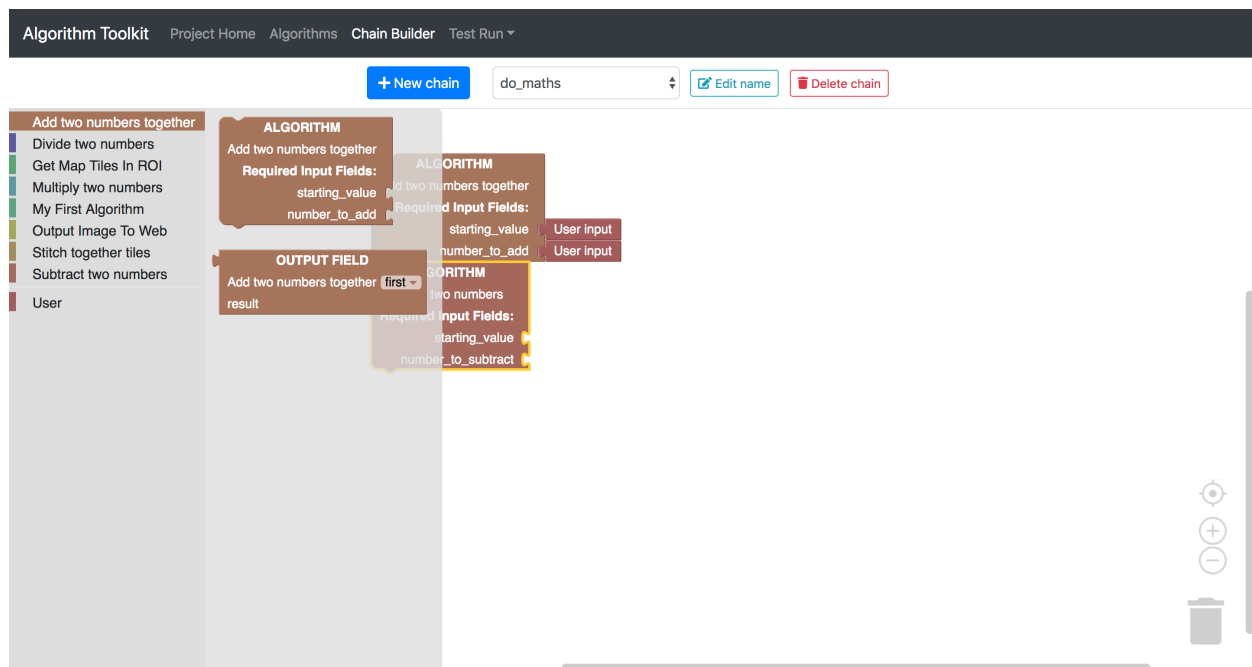 Algorithm Toolkit Project Home Algorithms Chain Builder Test Run
New chain do_maths Edit name Delete chain
Add two numbers together
Divide two numbers
Get Map Tiles In ROI
Multiply two numbers
My First Algorithm
Output Image To Web
Stitch together tiles
Subtract two numbers
User
ALGORITHM
Add two numbers together
Required Input Fields:
starting_value
number_to_add
OUTPUT FIELD
Add two numbers together first
result
ALGORITHM
two numbers together
Required Input Fields:
starting_value User input
number_to_add User input
GORITHM
two numbers
Required Input Fields:
starting_value
number_to_subtract